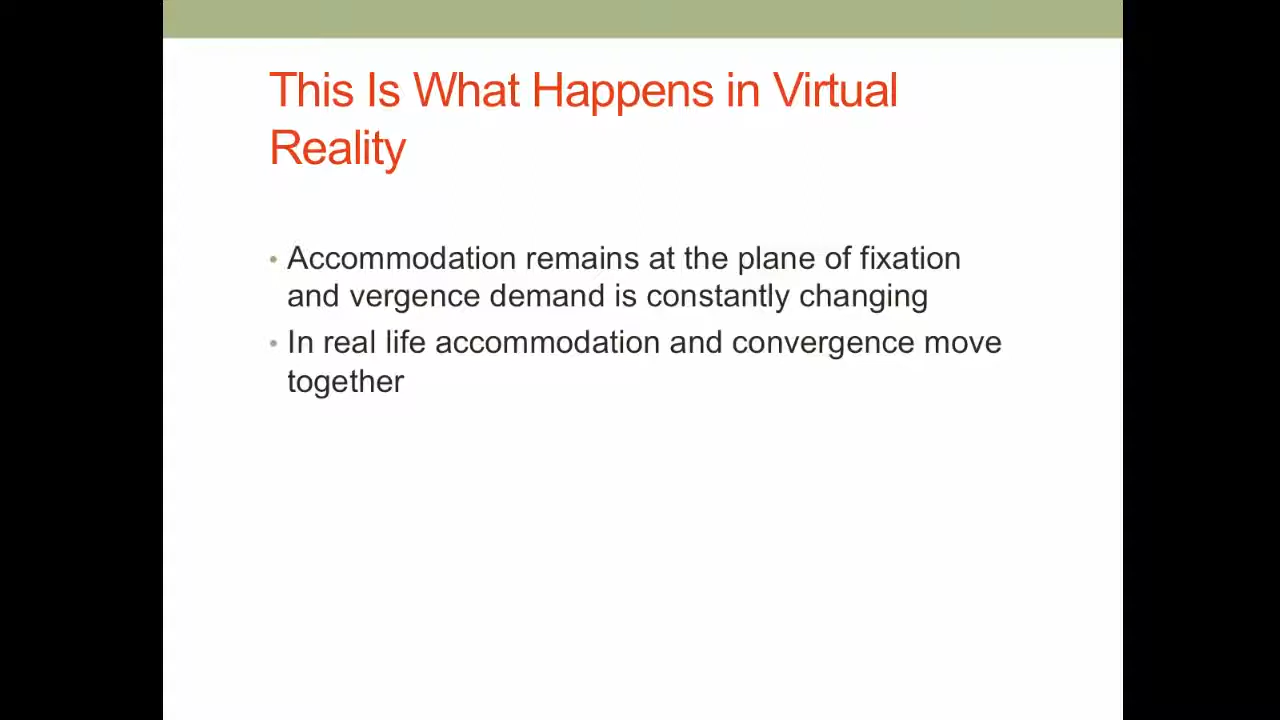 This Is What Happens in Virtual
Reality
• Accommodation remains at the plane of fixation
and vergence demand is constantly changing
• In real life accommodation and convergence move
together